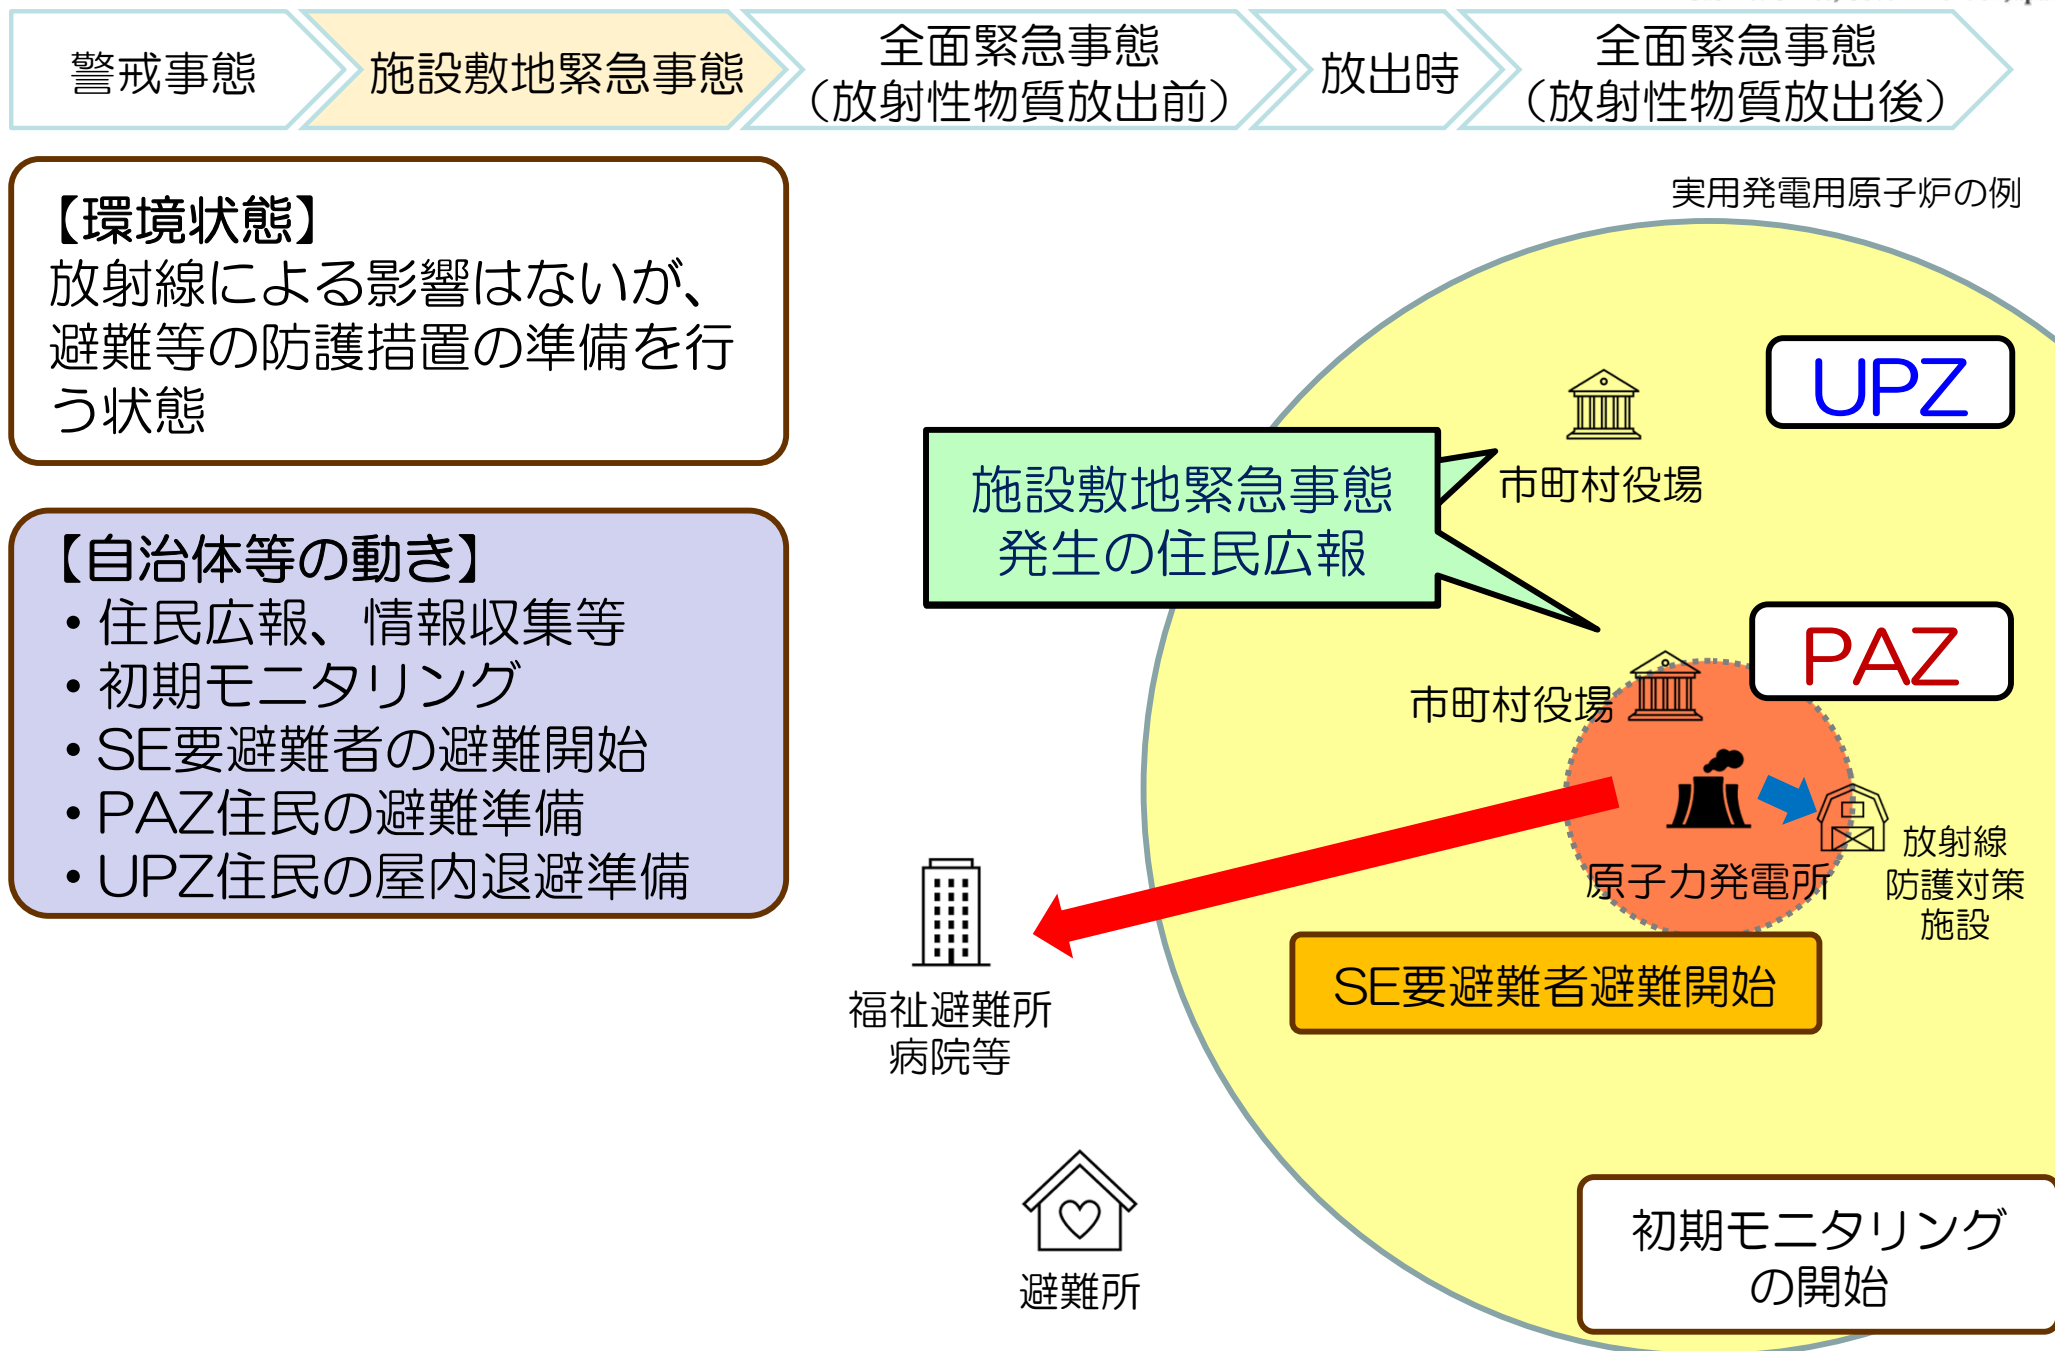 警戒事態
施設敷地緊急事態
全面緊急事態
（放射性物質放出前）
放出時
全面緊急事態
（放射性物質放出後）
【環境状態】
放射線による影響はないが、
避難等の防護措置の準備を行
う状態
【自治体等の動き】
・住民広報、情報収集等
・初期モニタリング
・SE要避難者の避難開始
・PAZ住民の避難準備
・UPZ住民の屋内退避準備
実用発電用原子炉の例
UPZ
市町村役場
施設敷地緊急事態
発生の住民広報
PAZ
市町村役場
原子力発電所
放射線
防護対策
施設
SE要避難者避難開始
福祉避難所
病院等
避難所
初期モニタリング
の開始